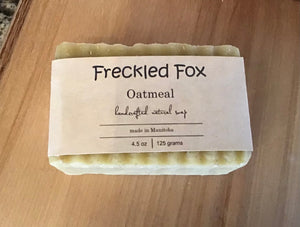 Freckled Fox
Oatmeal
handcrafted natural soap
made in Manitoba
4.5 oz | 125 grams